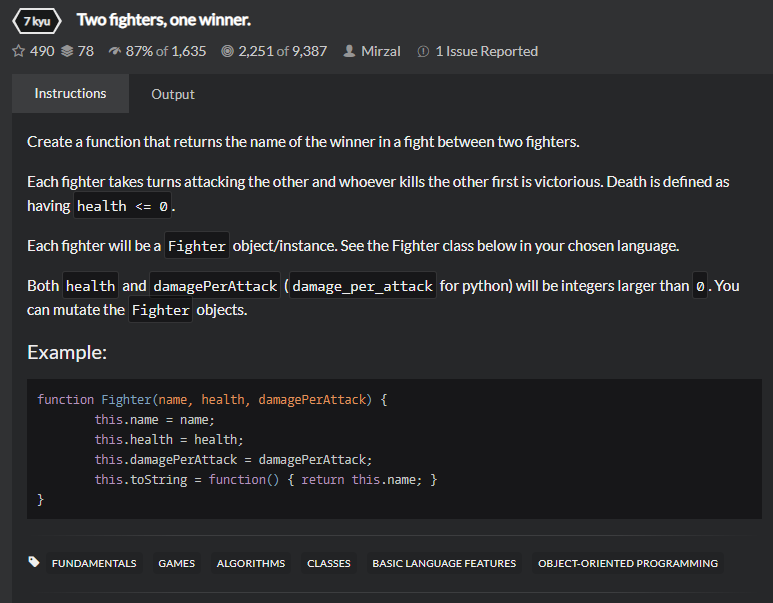 7 kyu Two fighters, one winner.
490 78 87% of 1,635 2,251 of 9,387 Mirzal 1 Issue Reported
Instructions Output
Create a function that returns the name of the winner in a fight between two fighters.
Each fighter takes turns attacking the other and whoever kills the other first is victorious. Death is defined as
having health <= 0.
Each fighter will be a Fighter object/instance. See the Fighter class below in your chosen language.
Both health and damagePerAttack (damage_per_attack for python) will be integers larger than 0. You
can mutate the Fighter objects.
Example:
function Fighter(name, health, damagePerAttack) {
        this.name = name;
        this.health = health;
        this.damagePerAttack = damagePerAttack;
        this.toString = function() { return this.name; }
}
FUNDAMENTALS GAMES ALGORITHMS CLASSES BASIC LANGUAGE FEATURES OBJECT-ORIENTED PROGRAMMING